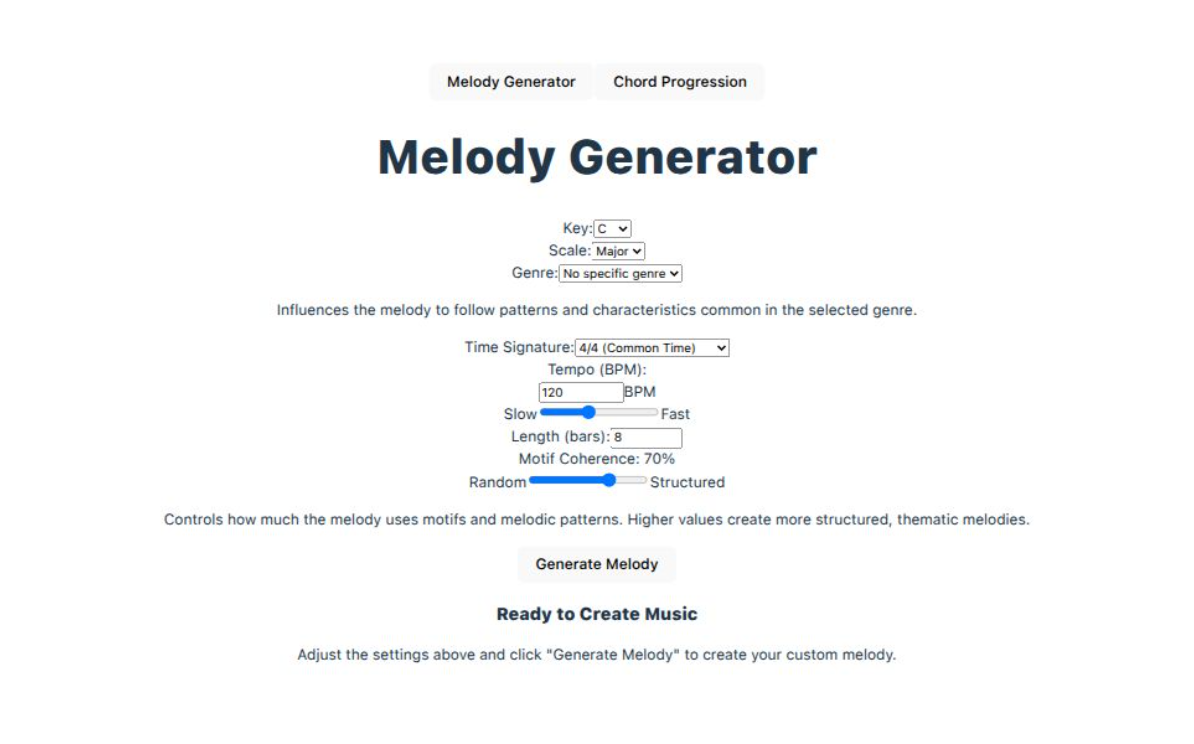 Melody Generator Chord Progression
Melody Generator
Key: C
Scale: Major
Genre: No specific genre
Influences the melody to follow patterns and characteristics common in the selected genre.
Time Signature: 4/4 (Common Time)
Tempo (BPM):
120 BPM
Slow Fast
Length (bars): 8
Motif Coherence: 70%
Random Structured
Controls how much the melody uses motifs and melodic patterns. Higher values create more structured, thematic melodies.
Generate Melody
Ready to Create Music
Adjust the settings above and click "Generate Melody" to create your custom melody.